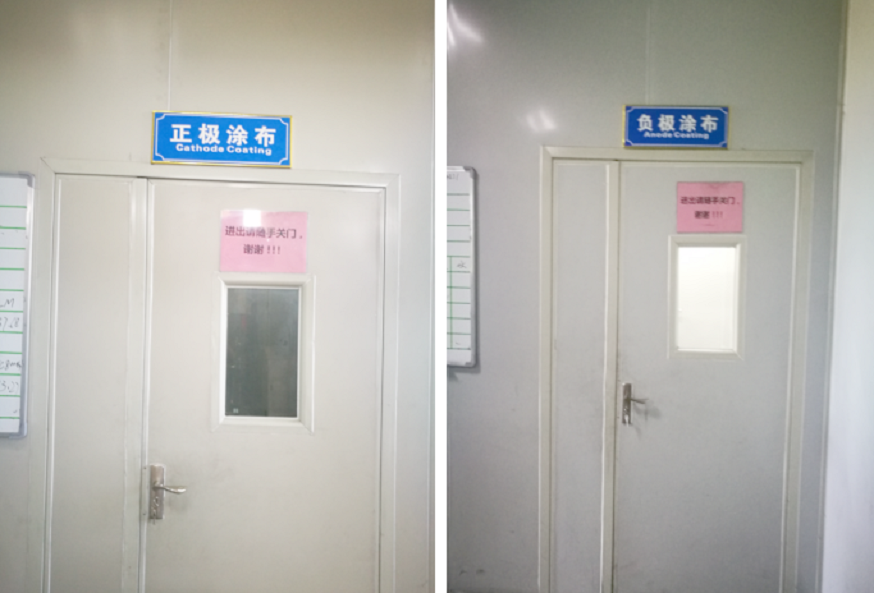 正极涂布
Cathode Coating
进出请随手关门，
谢谢！！！
负极涂布
Anode Coating
进出请随手关门，
谢谢！！！